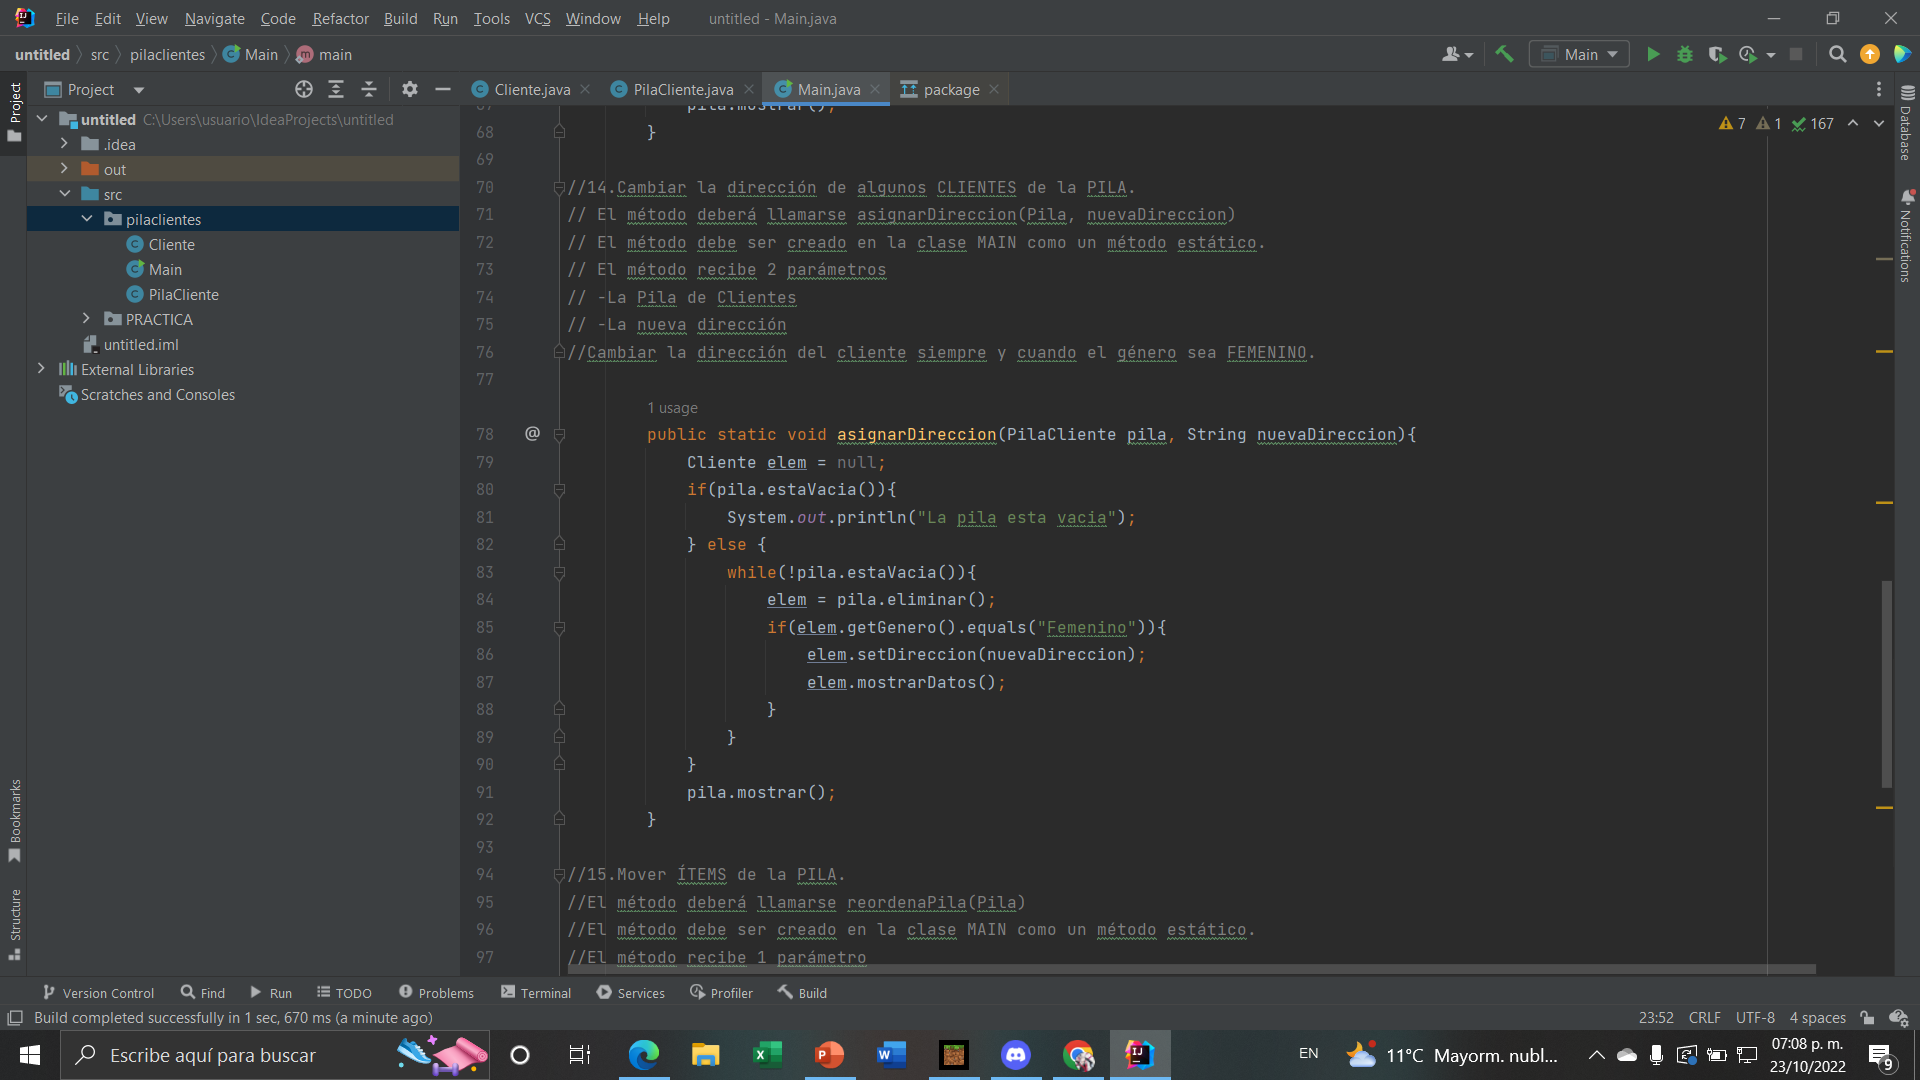 File Edit View Navigate Code Refactor Build Run Tools VCS Window Help untitled - Main.java
untitled src pilaclientes Main main Main
Project Cliente.java PilaCliente.java Main.java package
Project
untitled C:\Users\usuario\IdeaProjects\untitled
.idea
out
src
pilaclientes
Cliente
Main
PilaCliente
PRACTICA
untitled.iml
External Libraries
Scratches and Consoles
Bookmarks
Structure
7 1 167
67 pila.mostrar();
68 }
69
70 //14.Cambiar la dirección de algunos CLIENTES de la PILA.
71 // El método deberá llamarse asignarDireccion(Pila, nuevaDireccion)
72 // El método debe ser creado en la clase MAIN como un método estático.
73 // El método recibe 2 parámetros
74 // -La Pila de Clientes
75 // -La nueva dirección
76 //Cambiar la dirección del cliente siempre y cuando el género sea FEMENINO.
77
1 usage
78 @ public static void asignarDireccion(PilaCliente pila, String nuevaDireccion){
79 Cliente elem = null;
80 if(pila.estaVacia()){
81 System.out.println("La pila esta vacia");
82 } else {
83 while(!pila.estaVacia()){
84 elem = pila.eliminar();
85 if(elem.getGenero().equals("Femenino")){
86 elem.setDireccion(nuevaDireccion);
87 elem.mostrarDatos();
88 }
89 }
90 }
91 pila.mostrar();
92 }
93
94 //15.Mover ÍTEMS de la PILA.
95 //El método deberá llamarse reordenaPila(Pila)
96 //El método debe ser creado en la clase MAIN como un método estático.
97 //El método recibe 1 parámetro
Database
Notifications
Version Control Find Run TODO Problems Terminal Services Profiler Build
Build completed successfully in 1 sec, 670 ms (a minute ago) 23:52 CRLF UTF-8 4 spaces
Escribe aquí para buscar EN 11°C Mayorm. nubl... 07:08 p. m.
23/10/2022
9